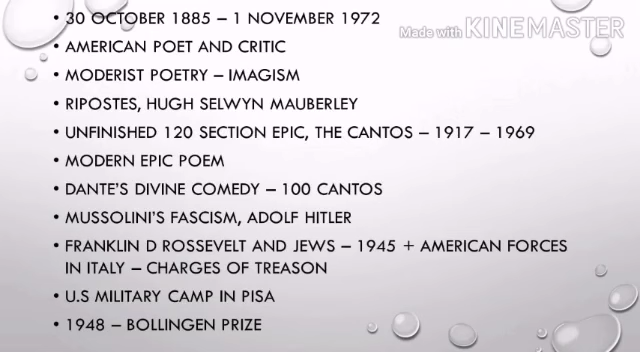 • 30 OCTOBER 1885 – 1 NOVEMBER 1972
Made with KINEMASTER
• AMERICAN POET AND CRITIC
• MODERIST POETRY – IMAGISM
• RIPOSTES, HUGH SELWYN MAUBERLEY
• UNFINISHED 120 SECTION EPIC, THE CANTOS – 1917 – 1969
• MODERN EPIC POEM
• DANTE'S DIVINE COMEDY – 100 CANTOS
• MUSSOLINI'S FASCISM, ADOLF HITLER
• FRANKLIN D ROSSEVELT AND JEWS – 1945 + AMERICAN FORCES
IN ITALY – CHARGES OF TREASON
• U.S MILITARY CAMP IN PISA
• 1948 – BOLLINGEN PRIZE